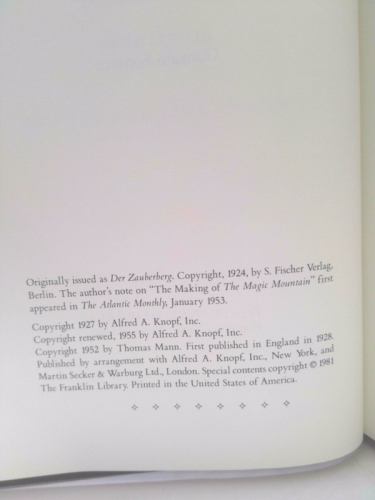 Originally issued as Der Zauberberg. Copyright, 1924, by S. Fischer Verlag,
Berlin. The author's note on "The Making of The Magic Mountain" first
appeared in The Atlantic Monthly, January 1953.
Copyright 1927 by Alfred A. Knopf, Inc.
Copyright renewed, 1955 by Alfred A. Knopf, Inc.
Copyright 1952 by Thomas Mann. First published in England in 1928.
Published by arrangement with Alfred A. Knopf, Inc., New York, and
Martin Secker & Warburg Ltd., London. Special contents copyright © 1981
The Franklin Library. Printed in the United States of America.